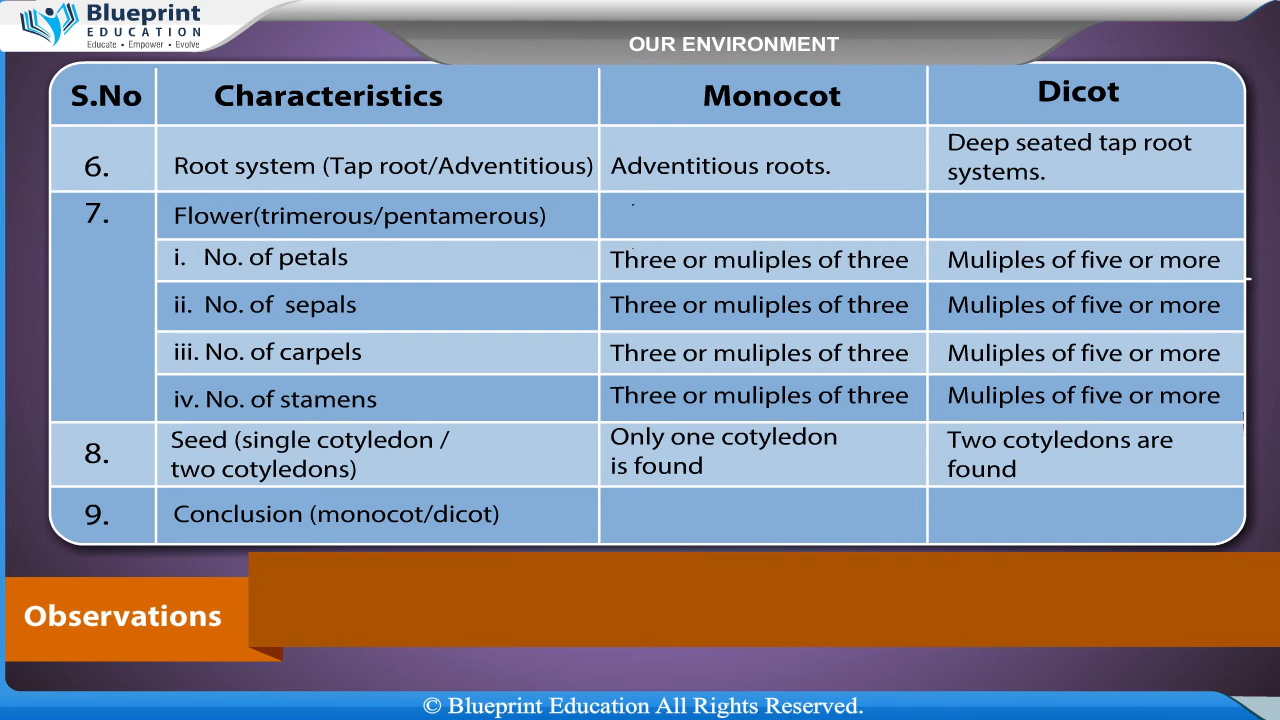 Blueprint
EDUCATION
Educate • Empower • Evolve
OUR ENVIRONMENT
S.No Characteristics Monocot Dicot
6. Root system (Tap root/Adventitious) Adventitious roots. Deep seated tap root
systems.
7. Flower(trimerous/pentamerous)
i. No. of petals Three or muliples of three Muliples of five or more
ii. No. of sepals Three or muliples of three Muliples of five or more
iii. No. of carpels Three or muliples of three Muliples of five or more
iv. No. of stamens Three or muliples of three Muliples of five or more
8. Seed (single cotyledon /
two cotyledons) Only one cotyledon
is found Two cotyledons are
found
9. Conclusion (monocot/dicot)
Observations
© Blueprint Education All Rights Reserved.